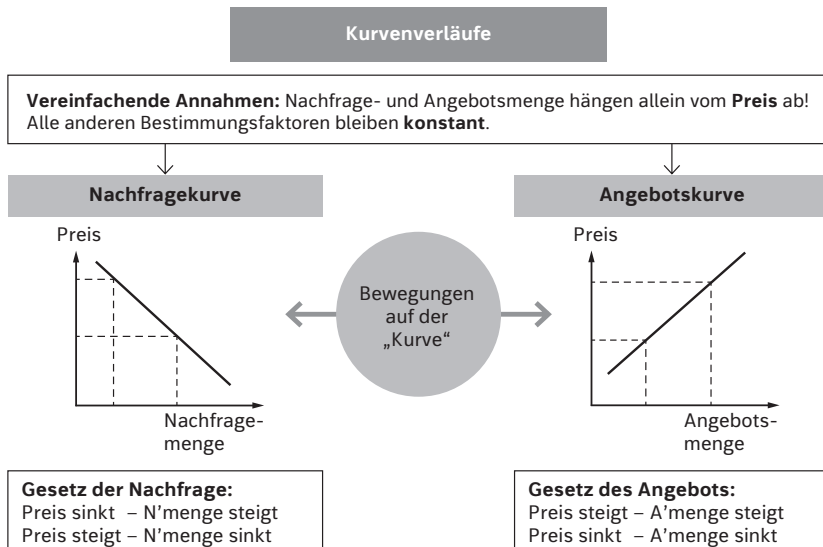 Kurvenverläufe
Vereinfachende Annahmen: Nachfrage- und Angebotsmenge hängen allein vom Preis ab!
Alle anderen Bestimmungsfaktoren bleiben konstant.
Nachfragekurve
Preis
Nachfrage-
menge
Bewegungen
auf der
„Kurve“
Angebotskurve
Preis
Angebots-
menge
Gesetz der Nachfrage:
Preis sinkt – N'menge steigt
Preis steigt – N'menge sinkt
Gesetz des Angebots:
Preis steigt – A'menge steigt
Preis sinkt – A'menge sinkt